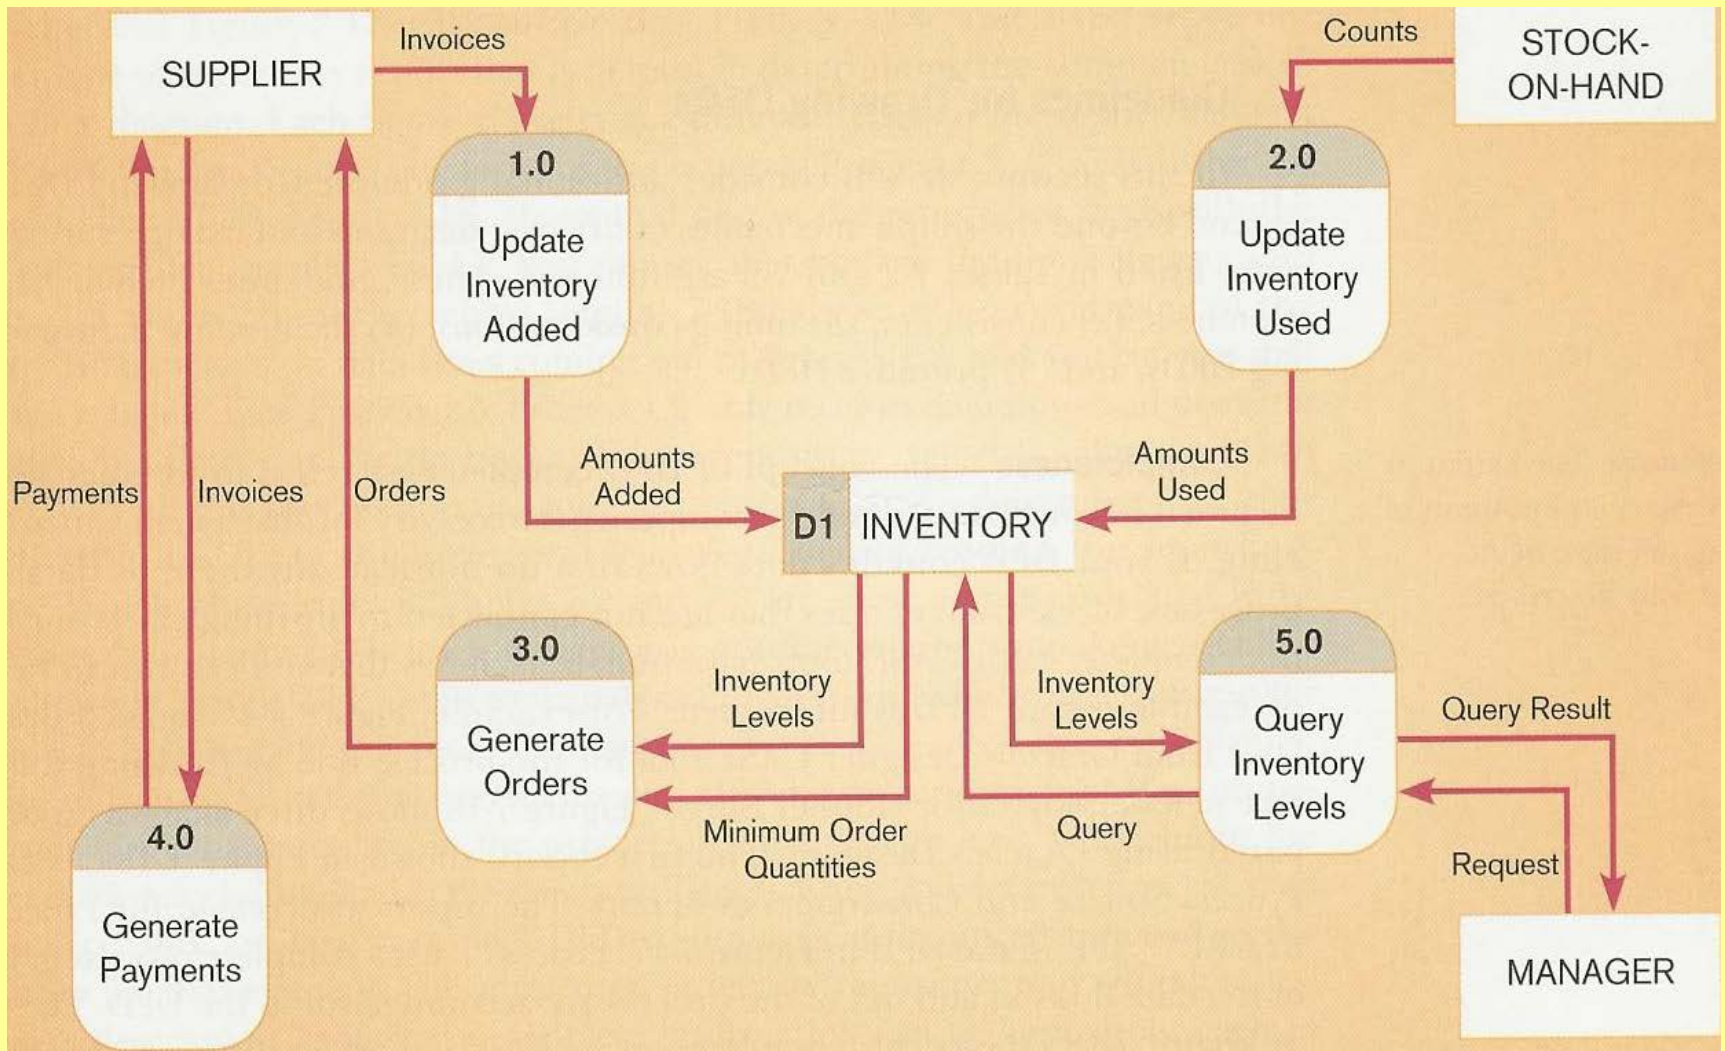 Invoices
SUPPLIER
Counts
STOCK-
ON-HAND
1.0
Update
Inventory
Added
2.0
Update
Inventory
Used
Payments
Invoices
Orders
Amounts
Added
D1 INVENTORY
Amounts
Used
3.0
Generate
Orders
Inventory
Levels
Minimum Order
Quantities
Inventory
Levels
Query
5.0
Query
Inventory
Levels
Query Result
Request
4.0
Generate
Payments
MANAGER